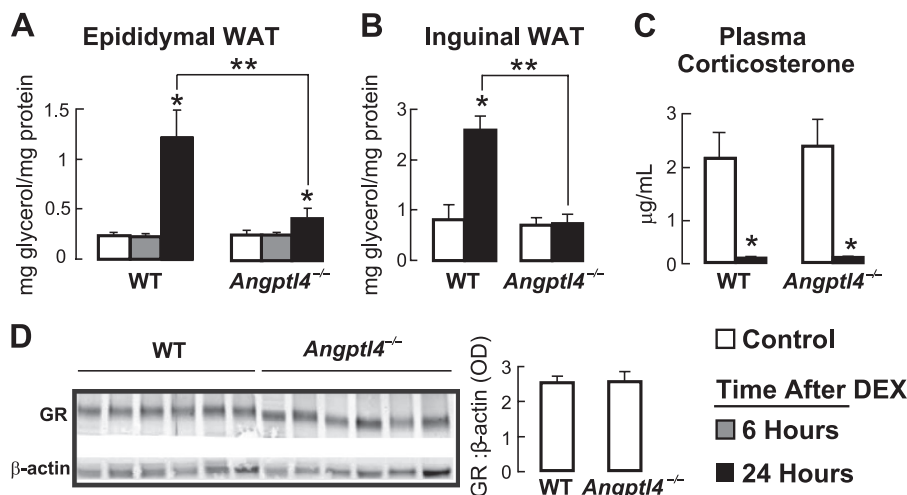 A Epididymal WAT
mg glycerol/mg protein
1.5
1
0.5
0
*
**
*
WT Angptl4⁻/⁻
B Inguinal WAT
mg glycerol/mg protein
3
2
1
0
*
**
WT Angptl4⁻/⁻
C Plasma
Corticosterone
µg/mL
3
2
1
0
*
*
WT Angptl4⁻/⁻
D
WT Angptl4⁻/⁻
GR
β-actin
GR :β-actin (OD)
3
2
1
0
WT Angptl4⁻/⁻
Control
Time After DEX
6 Hours
24 Hours